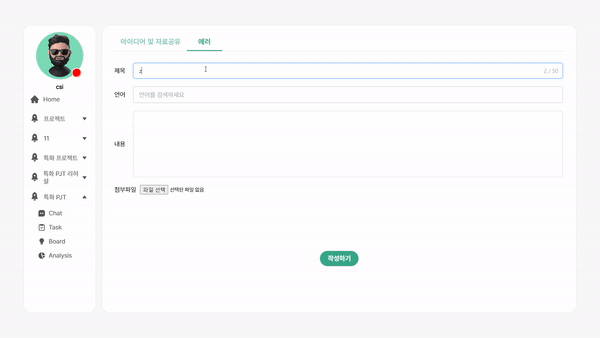 csi
Home
프로젝트
11
특화 프로젝트
특화 PJT 리허설
특화 PJT
Chat
Task
Board
Analysis
아이디어 및 자료공유
에러
제목
2 / 50
언어
언어를 검색하세요
내용
첨부파일
파일 선택
선택된 파일 없음
작성하기